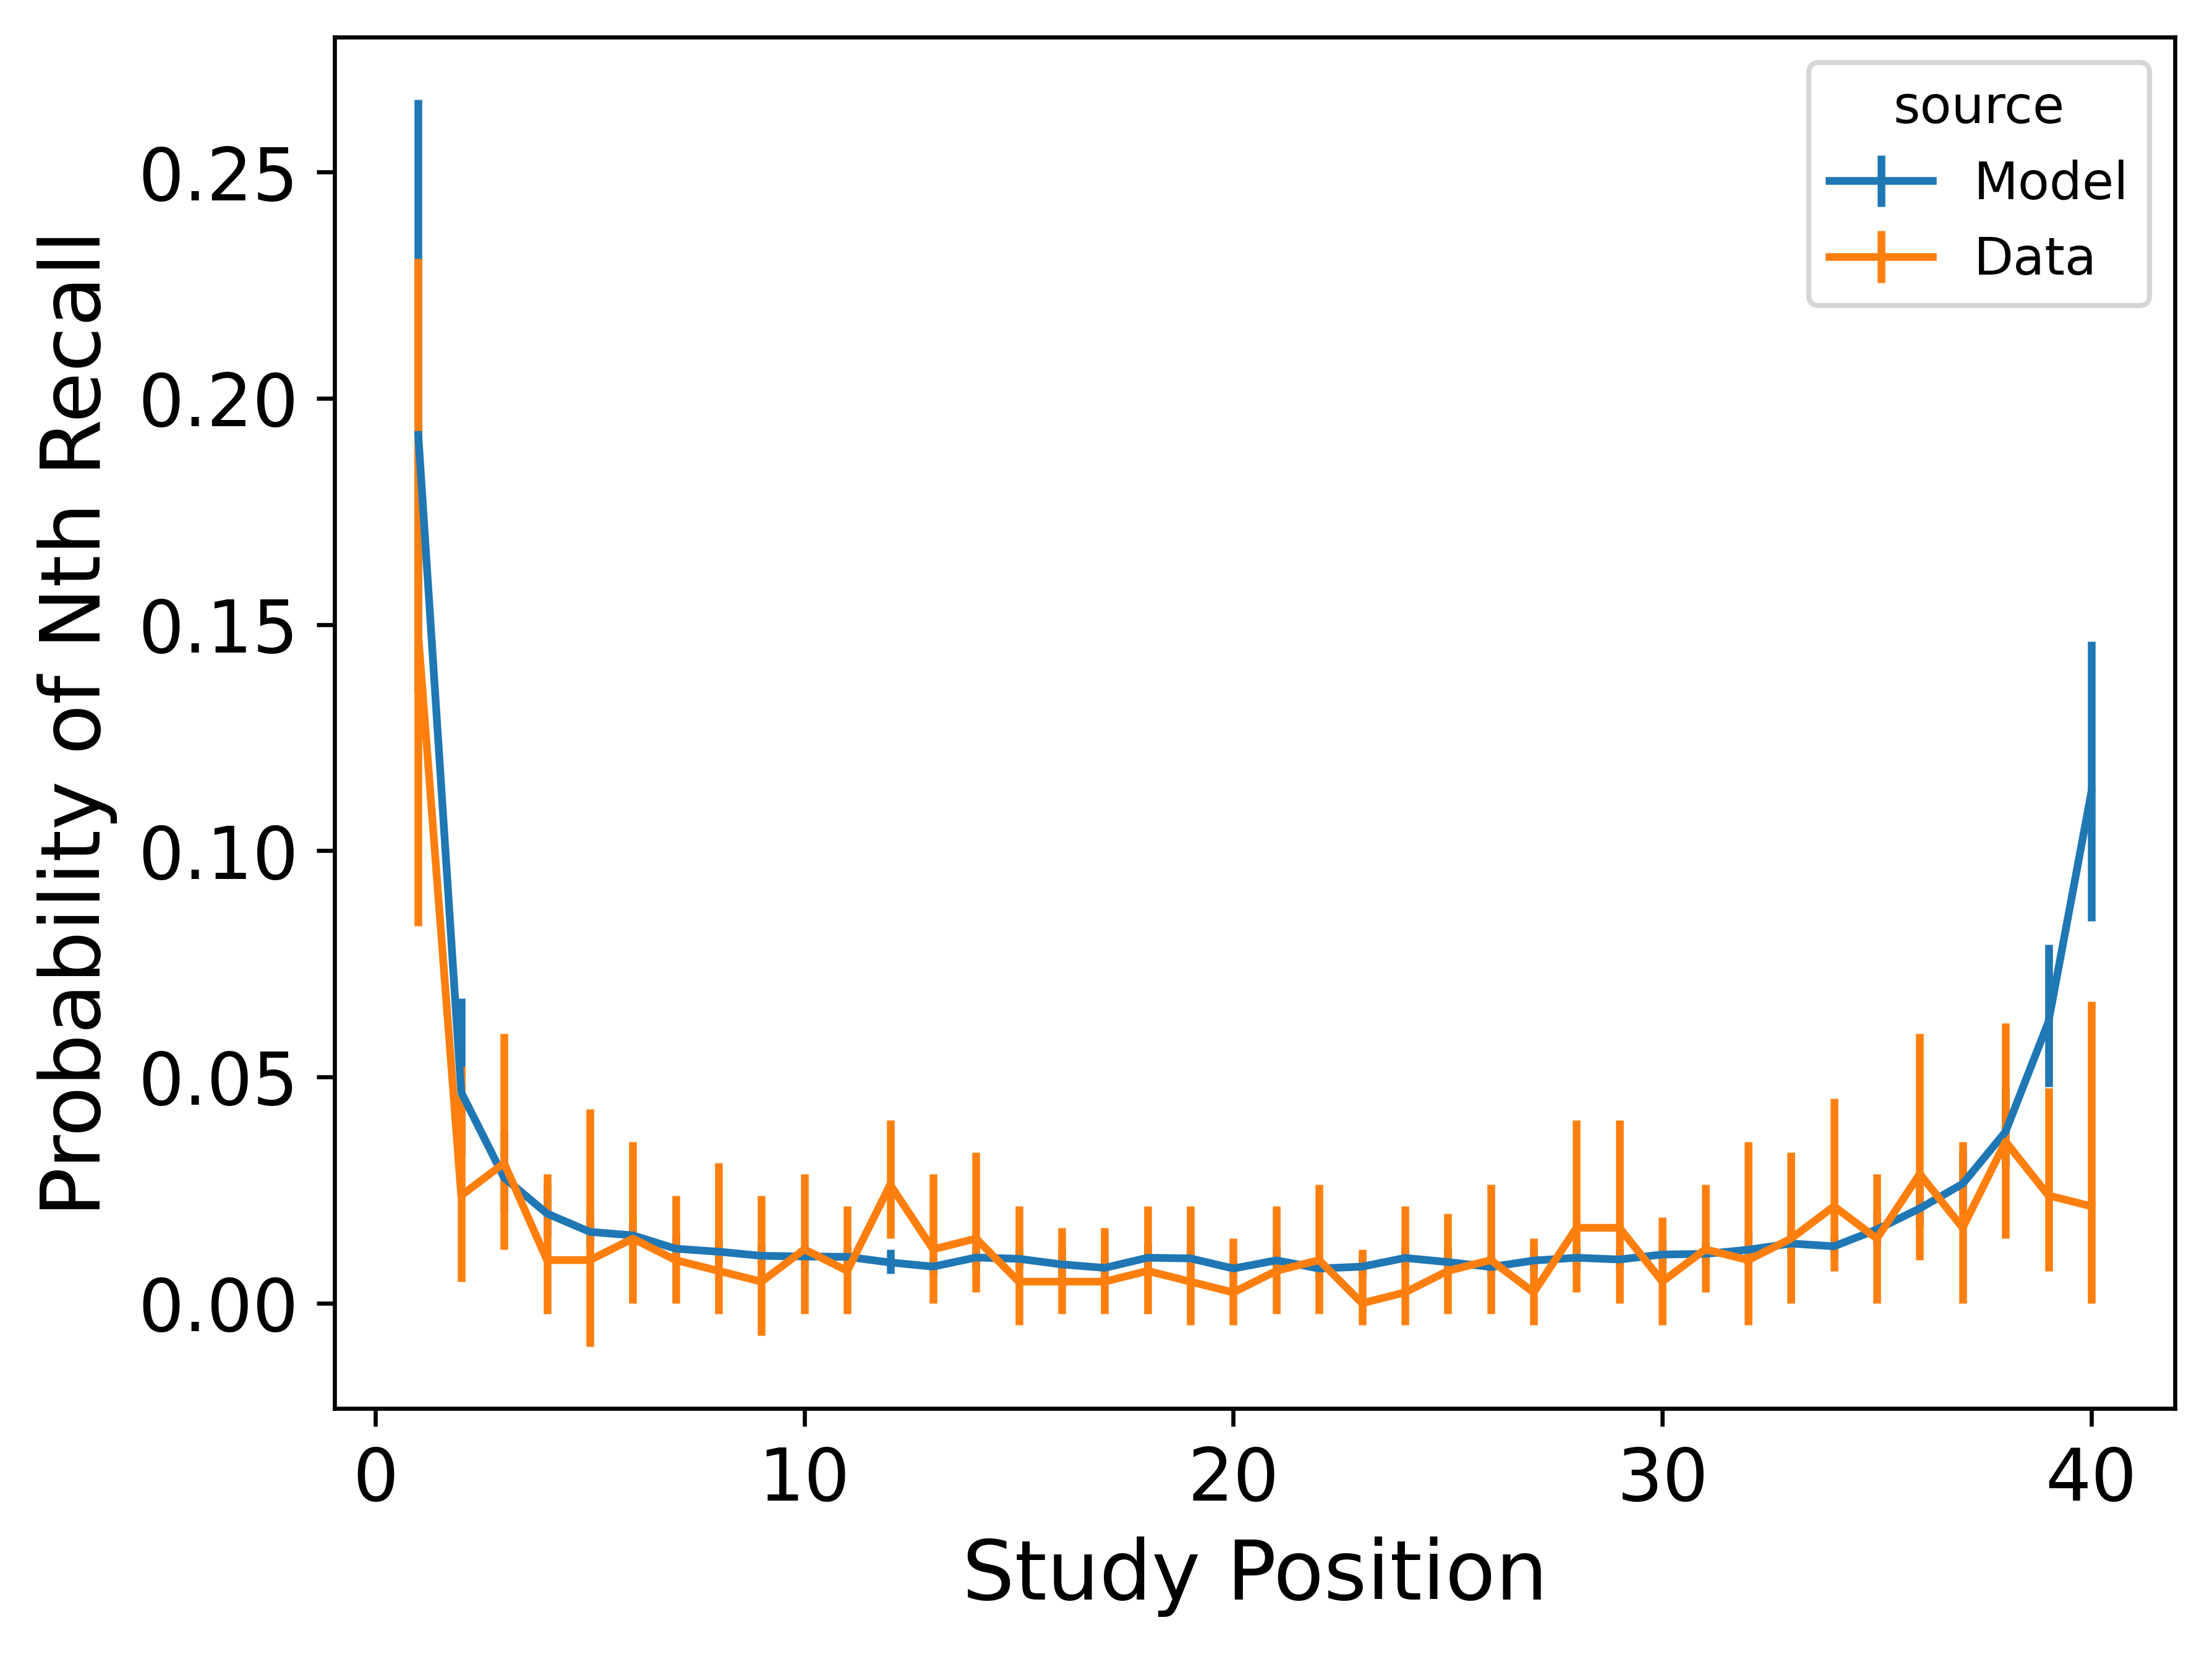 source
Model
Data
0.25
0.20
0.15
0.10
0.05
0.00
Probability of Nth Recall
0 10 20 30 40
Study Position